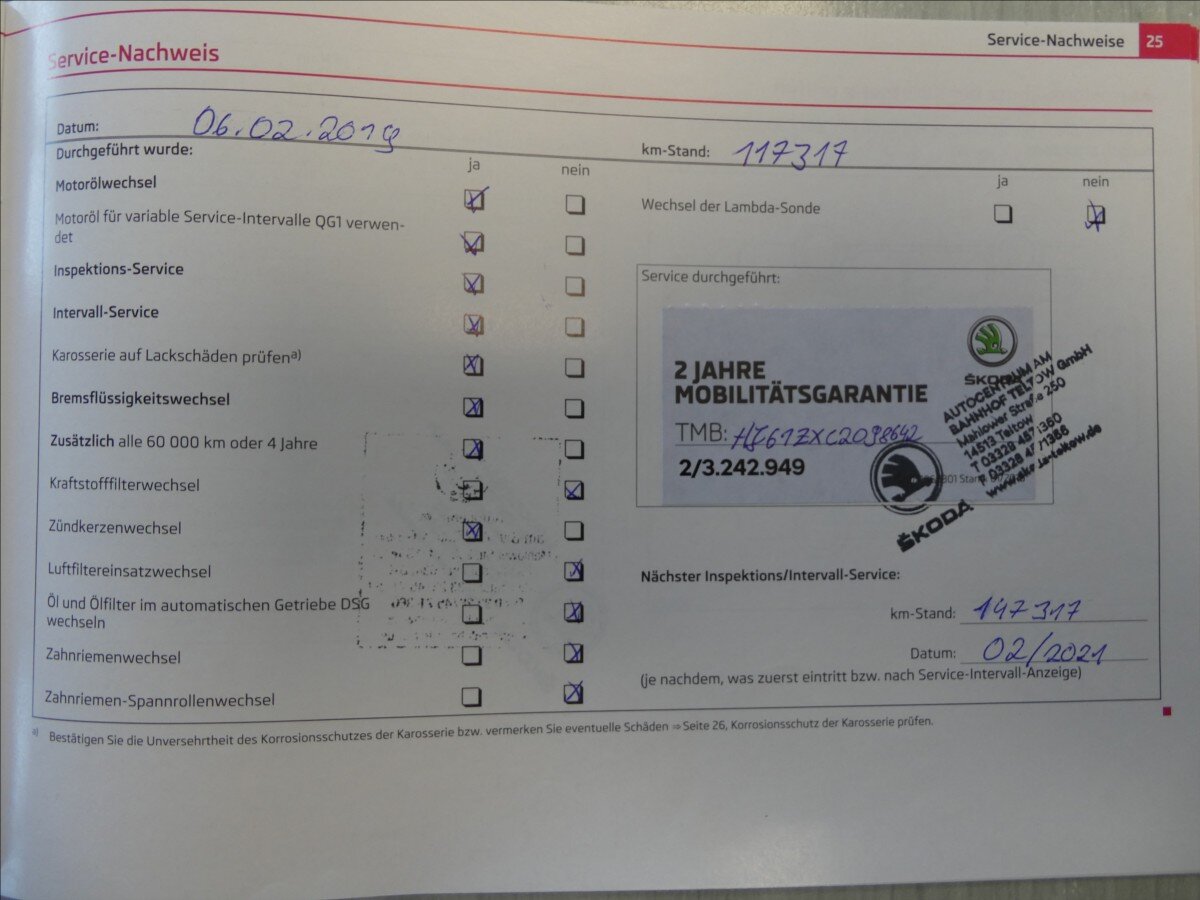 Service-Nachweise 25
Service-Nachweis
Datum: 06.02.2019
km-Stand: 117317
Durchgeführt wurde:
ja nein
Motorölwechsel
Motoröl für variable Service-Intervalle QG1 verwen-
det
Inspektions-Service
Intervall-Service
Karosserie auf Lackschäden prüfen a)
Bremsflüssigkeitswechsel
Zusätzlich alle 60 000 km oder 4 Jahre
Kraftstofffilterwechsel
Zündkerzenwechsel
Luftfiltereinsatzwechsel
Öl und Ölfilter im automatischen Getriebe DSG
wechseln
Zahnriemenwechsel
Zahnriemen-Spannrollenwechsel
ja nein
Wechsel der Lambda-Sonde
Service durchgeführt:
ŠKODA
2 JAHRE
MOBILITÄTSGARANTIE
TMB:
2/3.242.949
AUTOCENTRUM AM
BAHNHOF TELTOW GmbH
Mahlower Straße 250
14513 Teltow
T 03328
F 03328
ŠKODA
Nächster Inspektions/Intervall-Service:
km-Stand: 147317
Datum: 02/2021
(je nachdem, was zuerst eintritt bzw. nach Service-Intervall-Anzeige)
a) Bestätigen Sie die Unversehrtheit des Korrosionsschutzes der Karosserie bzw. vermerken Sie eventuelle Schäden ⇒ Seite 26, Korrosionsschutz der Karosserie prüfen.